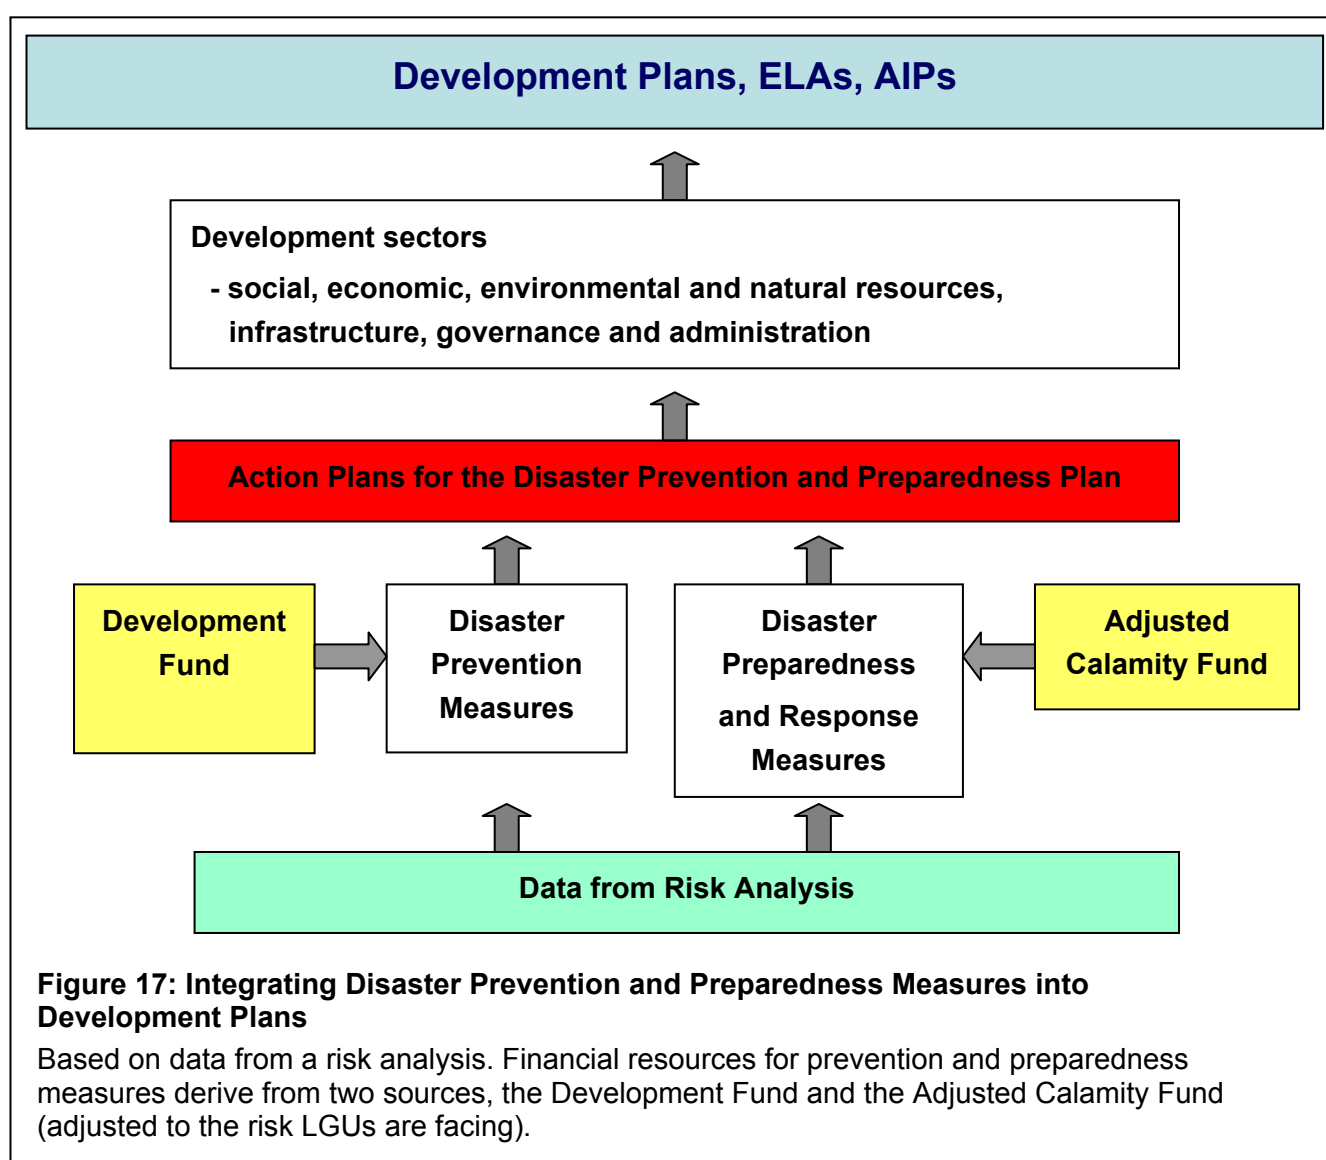 Development Plans, ELAs, AIPs
Development sectors
- social, economic, environmental and natural resources,
infrastructure, governance and administration
Action Plans for the Disaster Prevention and Preparedness Plan
Development
Fund
Disaster
Prevention
Measures
Disaster
Preparedness
and Response
Measures
Adjusted
Calamity Fund
Data from Risk Analysis
Figure 17: Integrating Disaster Prevention and Preparedness Measures into
Development Plans
Based on data from a risk analysis. Financial resources for prevention and preparedness
measures derive from two sources, the Development Fund and the Adjusted Calamity Fund
(adjusted to the risk LGUs are facing).